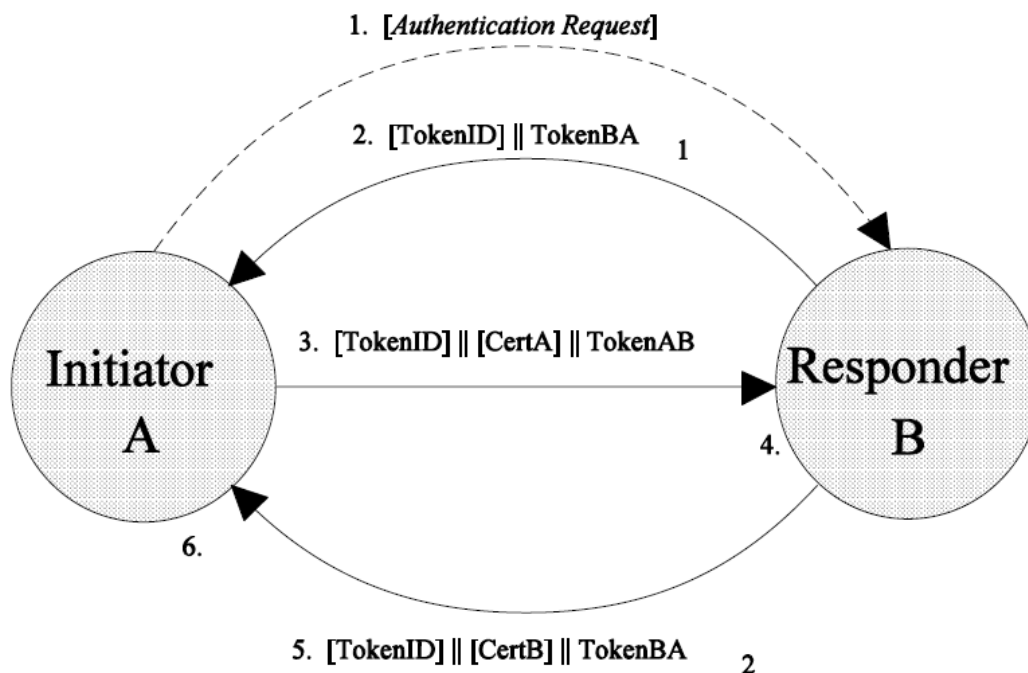 1. [Authentication Request]
2. [TokenID] || TokenBA 1
3. [TokenID] || [CertA] || TokenAB
Initiator
A
Responder
B
4.
6.
5. [TokenID] || [CertB] || TokenBA 2